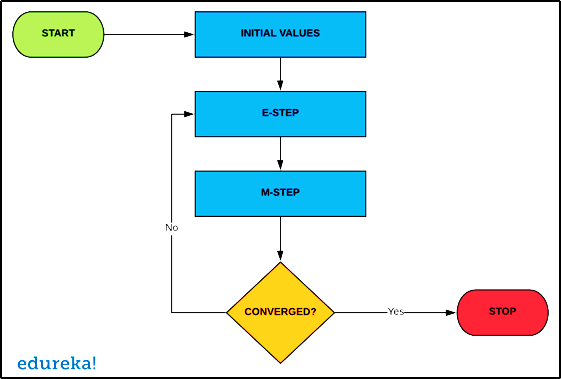 START
INITIAL VALUES
E-STEP
M-STEP
No
CONVERGED?
Yes
STOP
edureka!